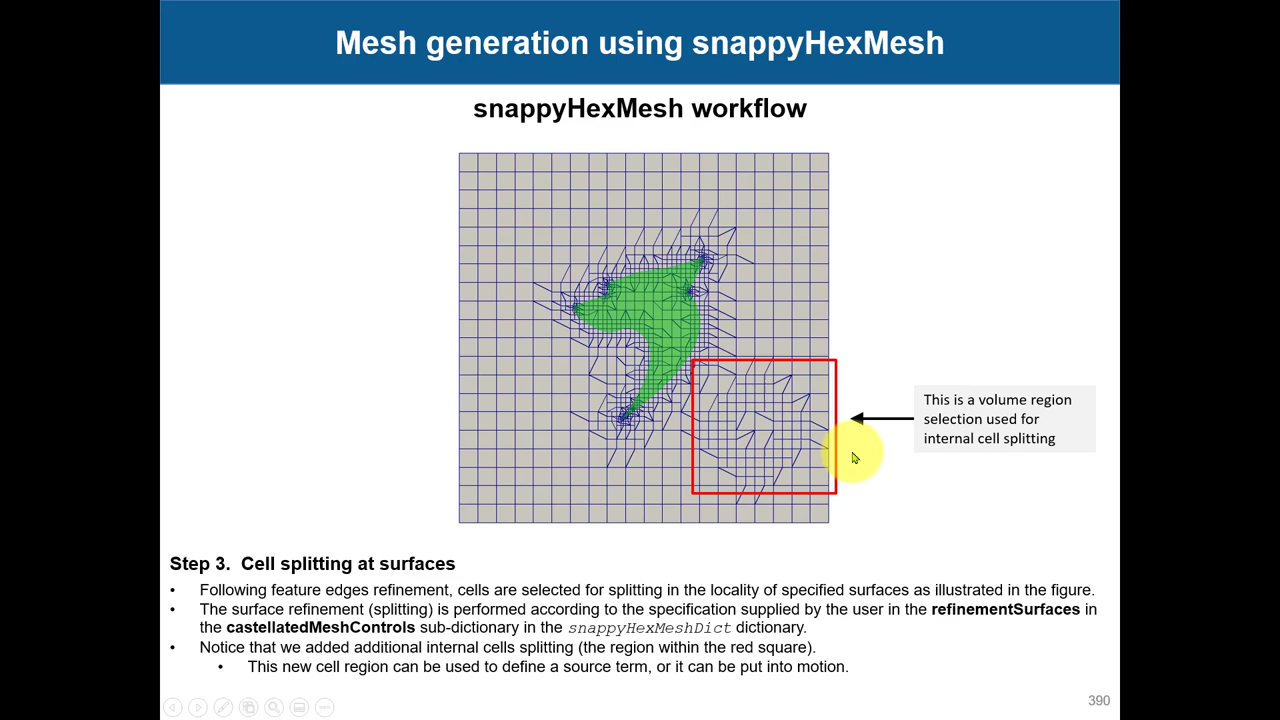 Mesh generation using snappyHexMesh
snappyHexMesh workflow
This is a volume region
selection used for
internal cell splitting
Step 3.  Cell splitting at surfaces
• Following feature edges refinement, cells are selected for splitting in the locality of specified surfaces as illustrated in the figure.
• The surface refinement (splitting) is performed according to the specification supplied by the user in the refinementSurfaces in
the castellatedMeshControls sub-dictionary in the snappyHexMeshDict dictionary.
• Notice that we added additional internal cells splitting (the region within the red square).
• This new cell region can be used to define a source term, or it can be put into motion.
390